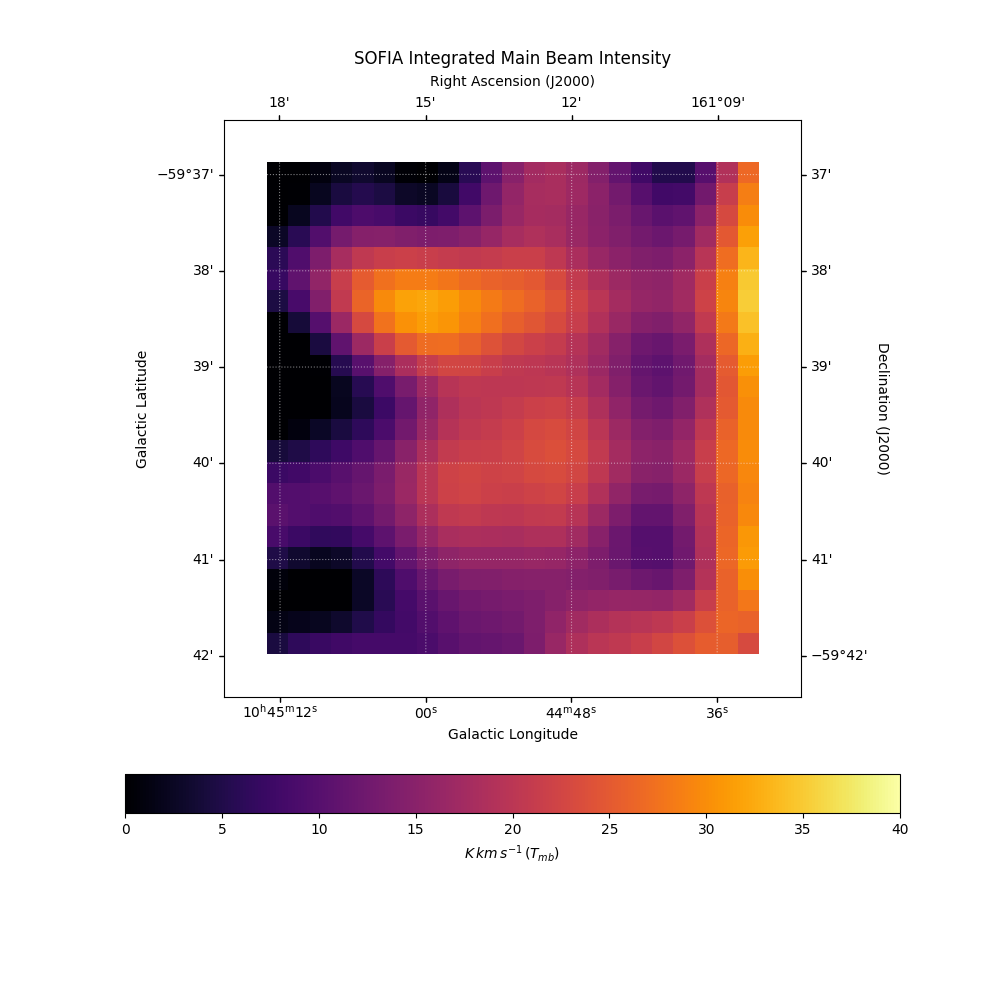 SOFIA Integrated Main Beam Intensity
Right Ascension (J2000)
18' 15' 12' 161°09'
−59°37' 37'
38' 38'
39' 39'
Galactic Latitude
Declination (J2000)
40' 40'
41' 41'
42' −59°42'
10ʰ45ᵐ12ˢ 00ˢ 44ᵐ48ˢ 36ˢ
Galactic Longitude
0 5 10 15 20 25 30 35 40
K km s⁻¹ (Tmb)